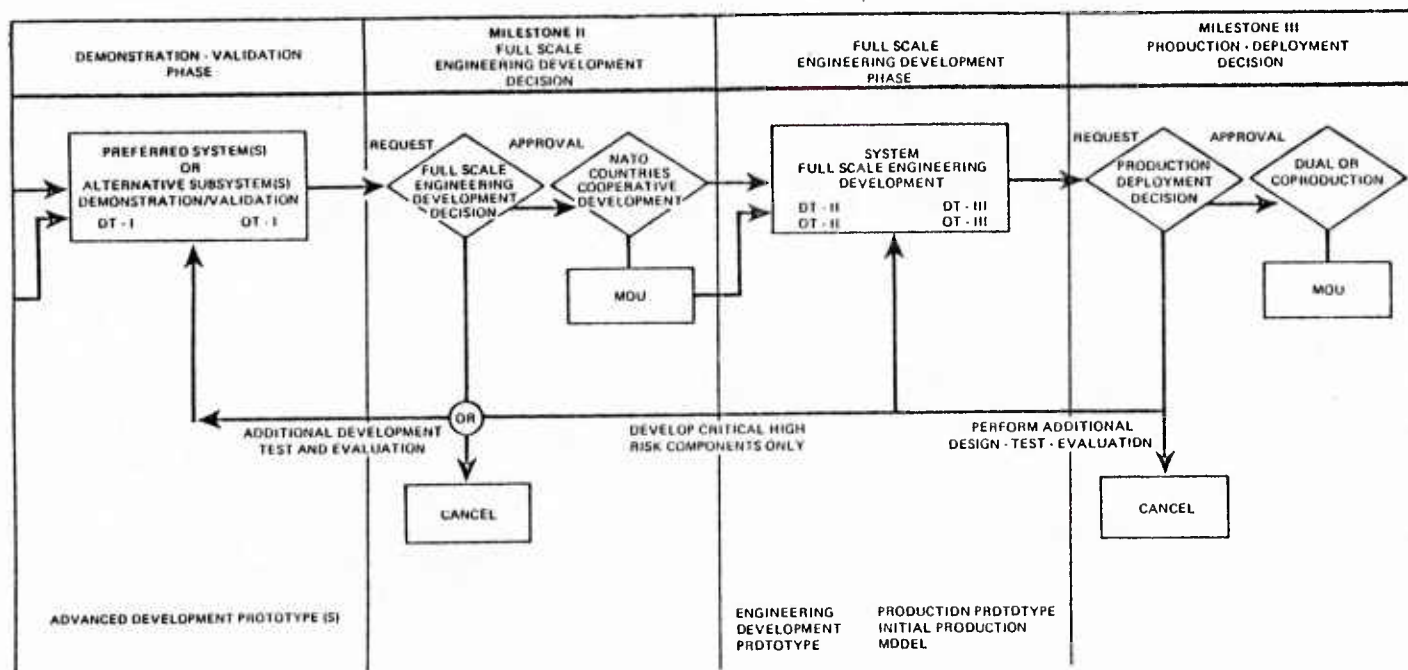 DEMONSTRATION - VALIDATION
PHASE
MILESTONE II
FULL SCALE
ENGINEERING DEVELOPMENT
DECISION
FULL SCALE
ENGINEERING DEVELOPMENT
PHASE
MILESTONE III
PRODUCTION - DEPLOYMENT
DECISION
PREFERRED SYSTEM(S)
OR
ALTERNATIVE SUBSYSTEM(S)
DEMONSTRATION/VALIDATION
DT - I OT - I
REQUEST
FULL SCALE
ENGINEERING
DEVELOPMENT
DECISION
APPROVAL
NATO
COUNTRIES
COOPERATIVE
DEVELOPMENT
MOU
SYSTEM
FULL SCALE ENGINEERING
DEVELOPMENT
DT - II DT - III
OT - II OT - III
REQUEST
PRODUCTION
DEPLOYMENT
DECISION
APPROVAL
DUAL OR
COPRODUCTION
MOU
OR
ADDITIONAL DEVELOPMENT
TEST AND EVALUATION
DEVELOP CRITICAL HIGH
RISK COMPONENTS ONLY
PERFORM ADDITIONAL
DESIGN - TEST - EVALUATION
CANCEL
CANCEL
ADVANCED DEVELOPMENT PROTOTYPE (S)
ENGINEERING
DEVELOPMENT
PROTOTYPE
PRODUCTION PROTOTYPE
INITIAL PRODUCTION
MODEL